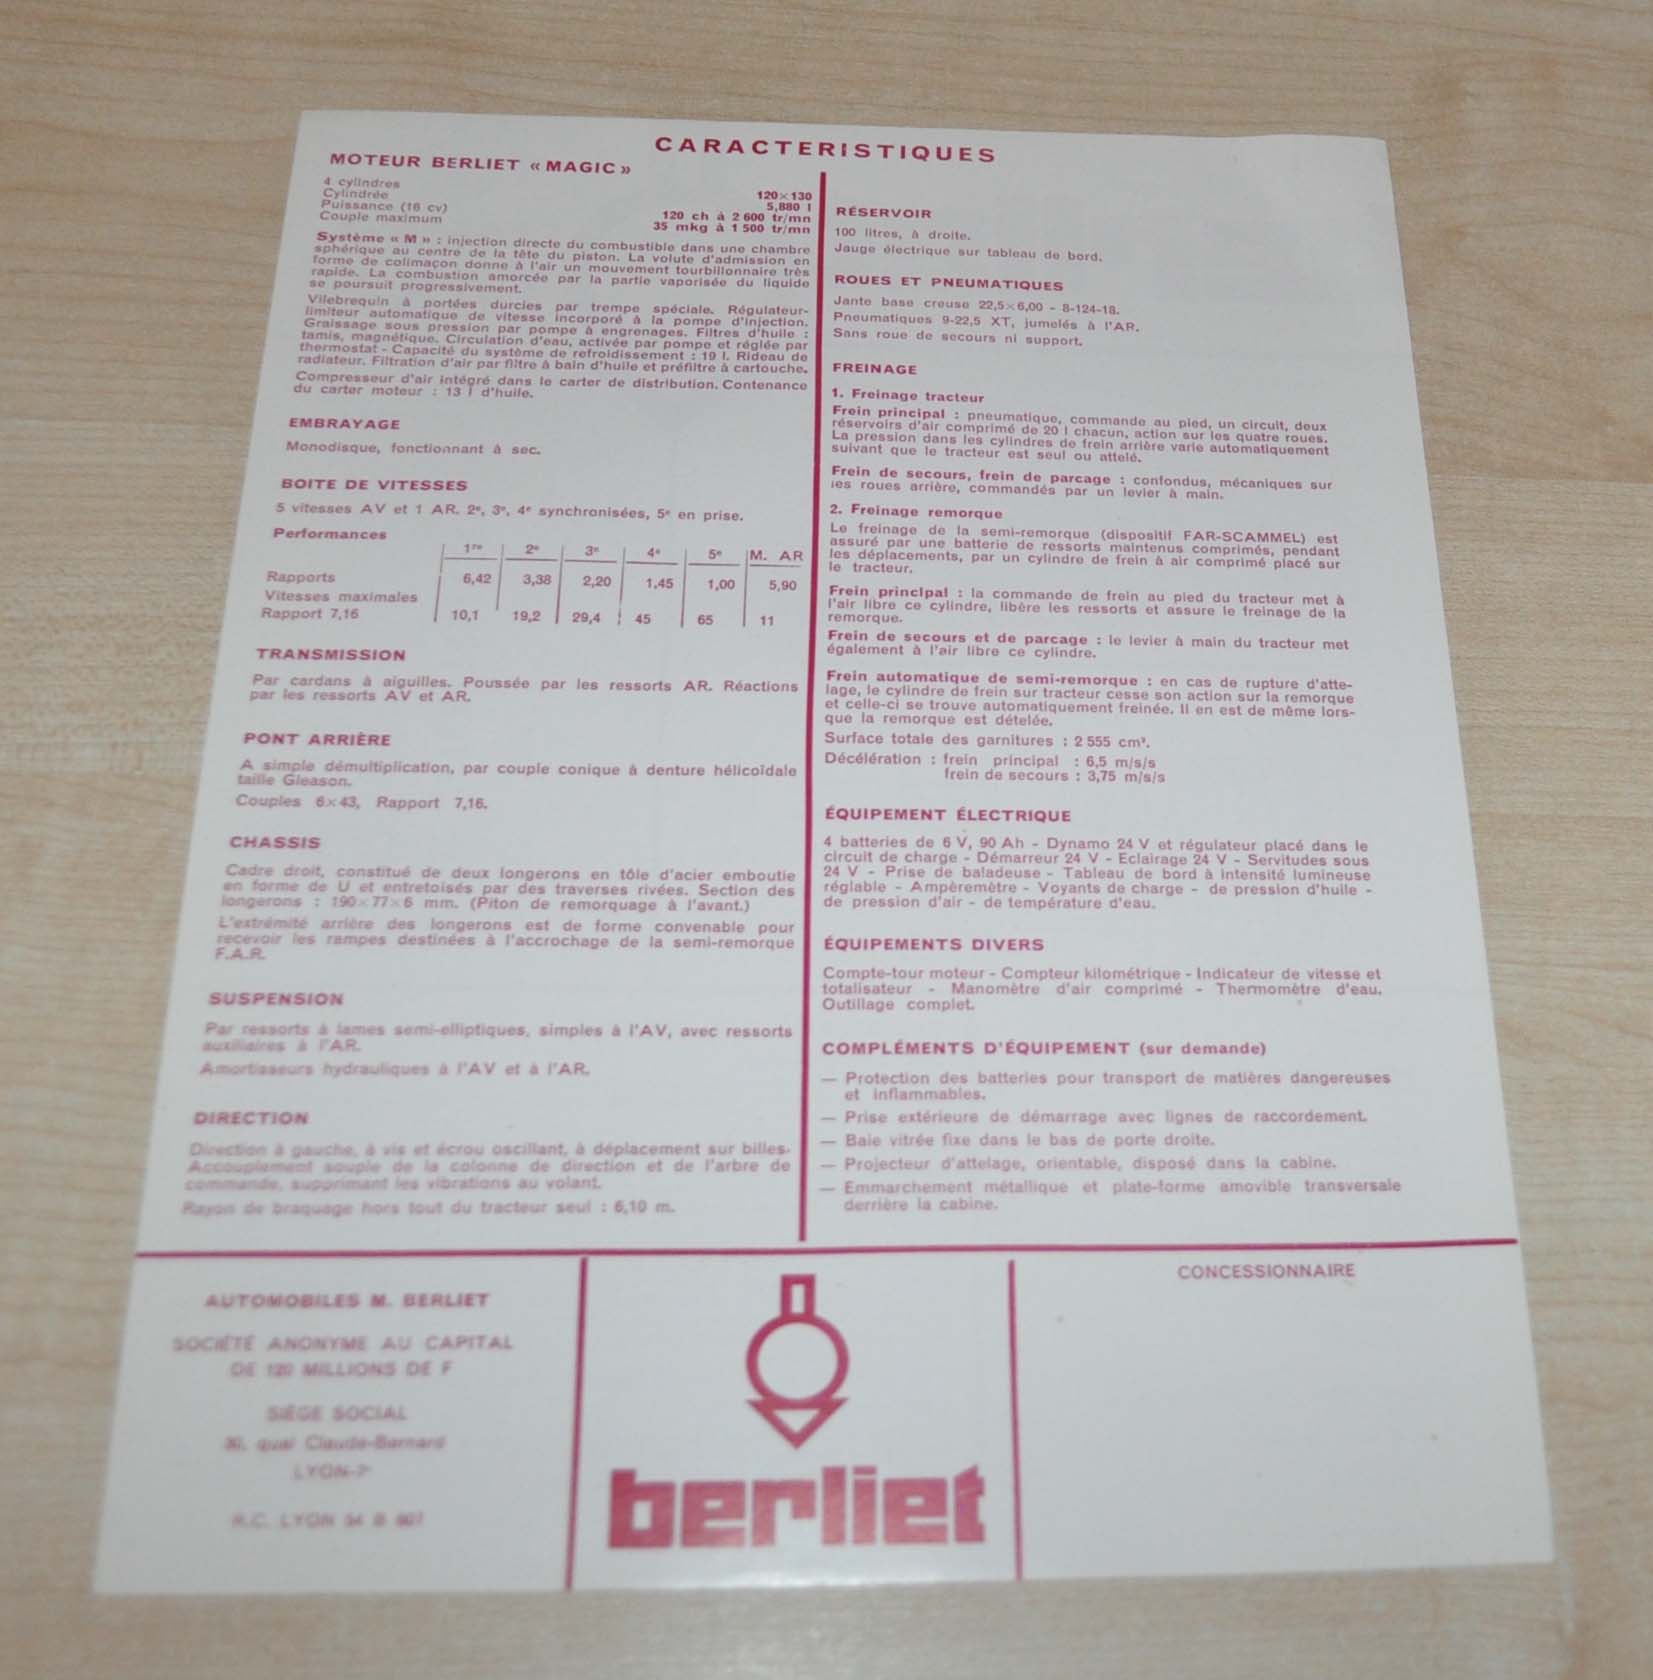 CARACTERISTIQUES
MOTEUR BERLIET « MAGIC »
4 cylindres 120×130
Cylindrée 5,880 l
Puissance (16 cv) 120 ch à 2 600 tr/mn
Couple maximum 35 mkg à 1 500 tr/mn
Système « M » : injection directe du combustible dans une chambre
sphérique au centre de la tête du piston. La volute d'admission en
forme de colimaçon donne à l'air un mouvement tourbillonnaire très
rapide. La combustion amorcée par la partie vaporisée du liquide
se poursuit progressivement.
Vilebrequin à portées durcies par trempe spéciale. Régulateur-
limiteur automatique de vitesse incorporé à la pompe d'injection.
Graissage sous pression par pompe à engrenages. Filtres d'huile :
tamis, magnétique. Circulation d'eau, activée par pompe et réglée par
thermostat - Capacité du système de refroidissement : 19 l. Rideau de
radiateur. Filtration d'air par filtre à bain d'huile et préfiltre à cartouche.
Compresseur d'air intégré dans le carter de distribution. Contenance
du carter moteur : 13 l d'huile.
EMBRAYAGE
Monodisque, fonctionnant à sec.
BOITE DE VITESSES
5 vitesses AV et 1 AR. 2e, 3e, 4e synchronisées, 5e en prise.
Performances
1re 2e 3e 4e 5e M. AR
Rapports 6,42 3,38 2,20 1,45 1,00 5,90
Vitesses maximales
Rapport 7,16 10,1 19,2 29,4 45 65 11
TRANSMISSION
Par cardans à aiguilles. Poussée par les ressorts AR. Réactions
par les ressorts AV et AR.
PONT ARRIÈRE
A simple démultiplication, par couple conique à denture hélicoïdale
taille Gleason.
Couples 6×43, Rapport 7,16.
CHASSIS
Cadre droit, constitué de deux longerons en tôle d'acier emboutie
en forme de U et entretoisés par des traverses rivées. Section des
longerons : 190×77×6 mm. (Piton de remorquage à l'avant.)
L'extrémité arrière des longerons est de forme convenable pour
recevoir les rampes destinées à l'accrochage de la semi-remorque
F.A.R.
SUSPENSION
Par ressorts à lames semi-elliptiques, simples à l'AV, avec ressorts
auxiliaires à l'AR.
Amortisseurs hydrauliques à l'AV et à l'AR.
DIRECTION
Direction à gauche, à vis et écrou oscillant, à déplacement sur billes.
Accouplement souple de la colonne de direction et de l'arbre de
commande, supprimant les vibrations au volant.
Rayon de braquage hors tout du tracteur seul : 6,10 m.
RÉSERVOIR
100 litres, à droite.
Jauge électrique sur tableau de bord.
ROUES ET PNEUMATIQUES
Jante base creuse 22,5×6,00 - 8-124-18.
Pneumatiques 9-22,5 XT, jumelés à l'AR.
Sans roue de secours ni support.
FREINAGE
1. Freinage tracteur
Frein principal : pneumatique, commande au pied, un circuit, deux
réservoirs d'air comprimé de 20 l chacun, action sur les quatre roues.
La pression dans les cylindres de frein arrière varie automatiquement
suivant que le tracteur est seul ou attelé.
Frein de secours, frein de parcage : confondus, mécaniques sur
les roues arrière, commandés par un levier à main.
2. Freinage remorque
Le freinage de la semi-remorque (dispositif FAR-SCAMMEL) est
assuré par une batterie de ressorts maintenus comprimés, pendant
les déplacements, par un cylindre de frein à air comprimé placé sur
le tracteur.
Frein principal : la commande de frein au pied du tracteur met à
l'air libre ce cylindre, libère les ressorts et assure le freinage de la
remorque.
Frein de secours et de parcage : le levier à main du tracteur met
également à l'air libre ce cylindre.
Frein automatique de semi-remorque : en cas de rupture d'atte-
lage, le cylindre de frein sur tracteur cesse son action sur la remorque
et celle-ci se trouve automatiquement freinée. Il en est de même lors-
que la remorque est dételée.
Surface totale des garnitures : 2 555 cm².
Décélération : frein principal : 6,5 m/s/s
frein de secours : 3,75 m/s/s
ÉQUIPEMENT ÉLECTRIQUE
4 batteries de 6 V, 90 Ah - Dynamo 24 V et régulateur placé dans le
circuit de charge - Démarreur 24 V - Eclairage 24 V - Servitudes sous
24 V - Prise de baladeuse - Tableau de bord à intensité lumineuse
réglable - Ampèremètre - Voyants de charge - de pression d'huile -
de pression d'air - de température d'eau.
ÉQUIPEMENTS DIVERS
Compte-tour moteur - Compteur kilométrique - Indicateur de vitesse et
totalisateur - Manomètre d'air comprimé - Thermomètre d'eau.
Outillage complet.
COMPLÉMENTS D'ÉQUIPEMENT (sur demande)
— Protection des batteries pour transport de matières dangereuses
et inflammables.
— Prise extérieure de démarrage avec lignes de raccordement.
— Baie vitrée fixe dans le bas de porte droite.
— Projecteur d'attelage, orientable, disposé dans la cabine.
— Emmarchement métallique et plate-forme amovible transversale
derrière la cabine.
AUTOMOBILES M. BERLIET
SOCIÉTÉ ANONYME AU CAPITAL
DE 120 MILLIONS DE F
SIÈGE SOCIAL
quai Claude-Bernard
LYON-7e
R.C. LYON 54 B
berliet
CONCESSIONNAIRE